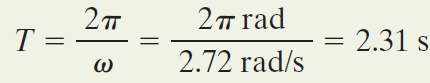 T = 2π / ω = 2π rad / 2.72 rad/s = 2.31 s